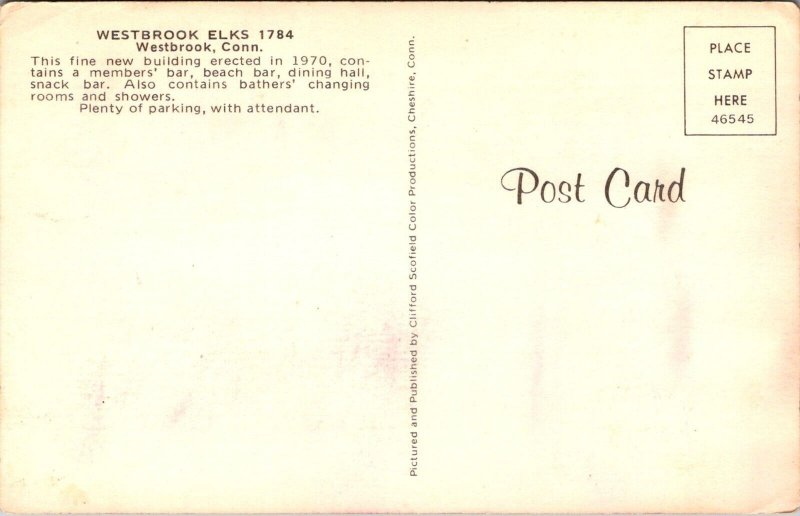 WESTBROOK ELKS 1784
Westbrook, Conn.
This fine new building erected in 1970, con-
tains a members' bar, beach bar, dining hall,
snack bar. Also contains bathers' changing
rooms and showers.
Plenty of parking, with attendant.
Pictured and Published by Clifford Scofield Color Productions, Cheshire, Conn.
PLACE
STAMP
HERE
46545
Post Card